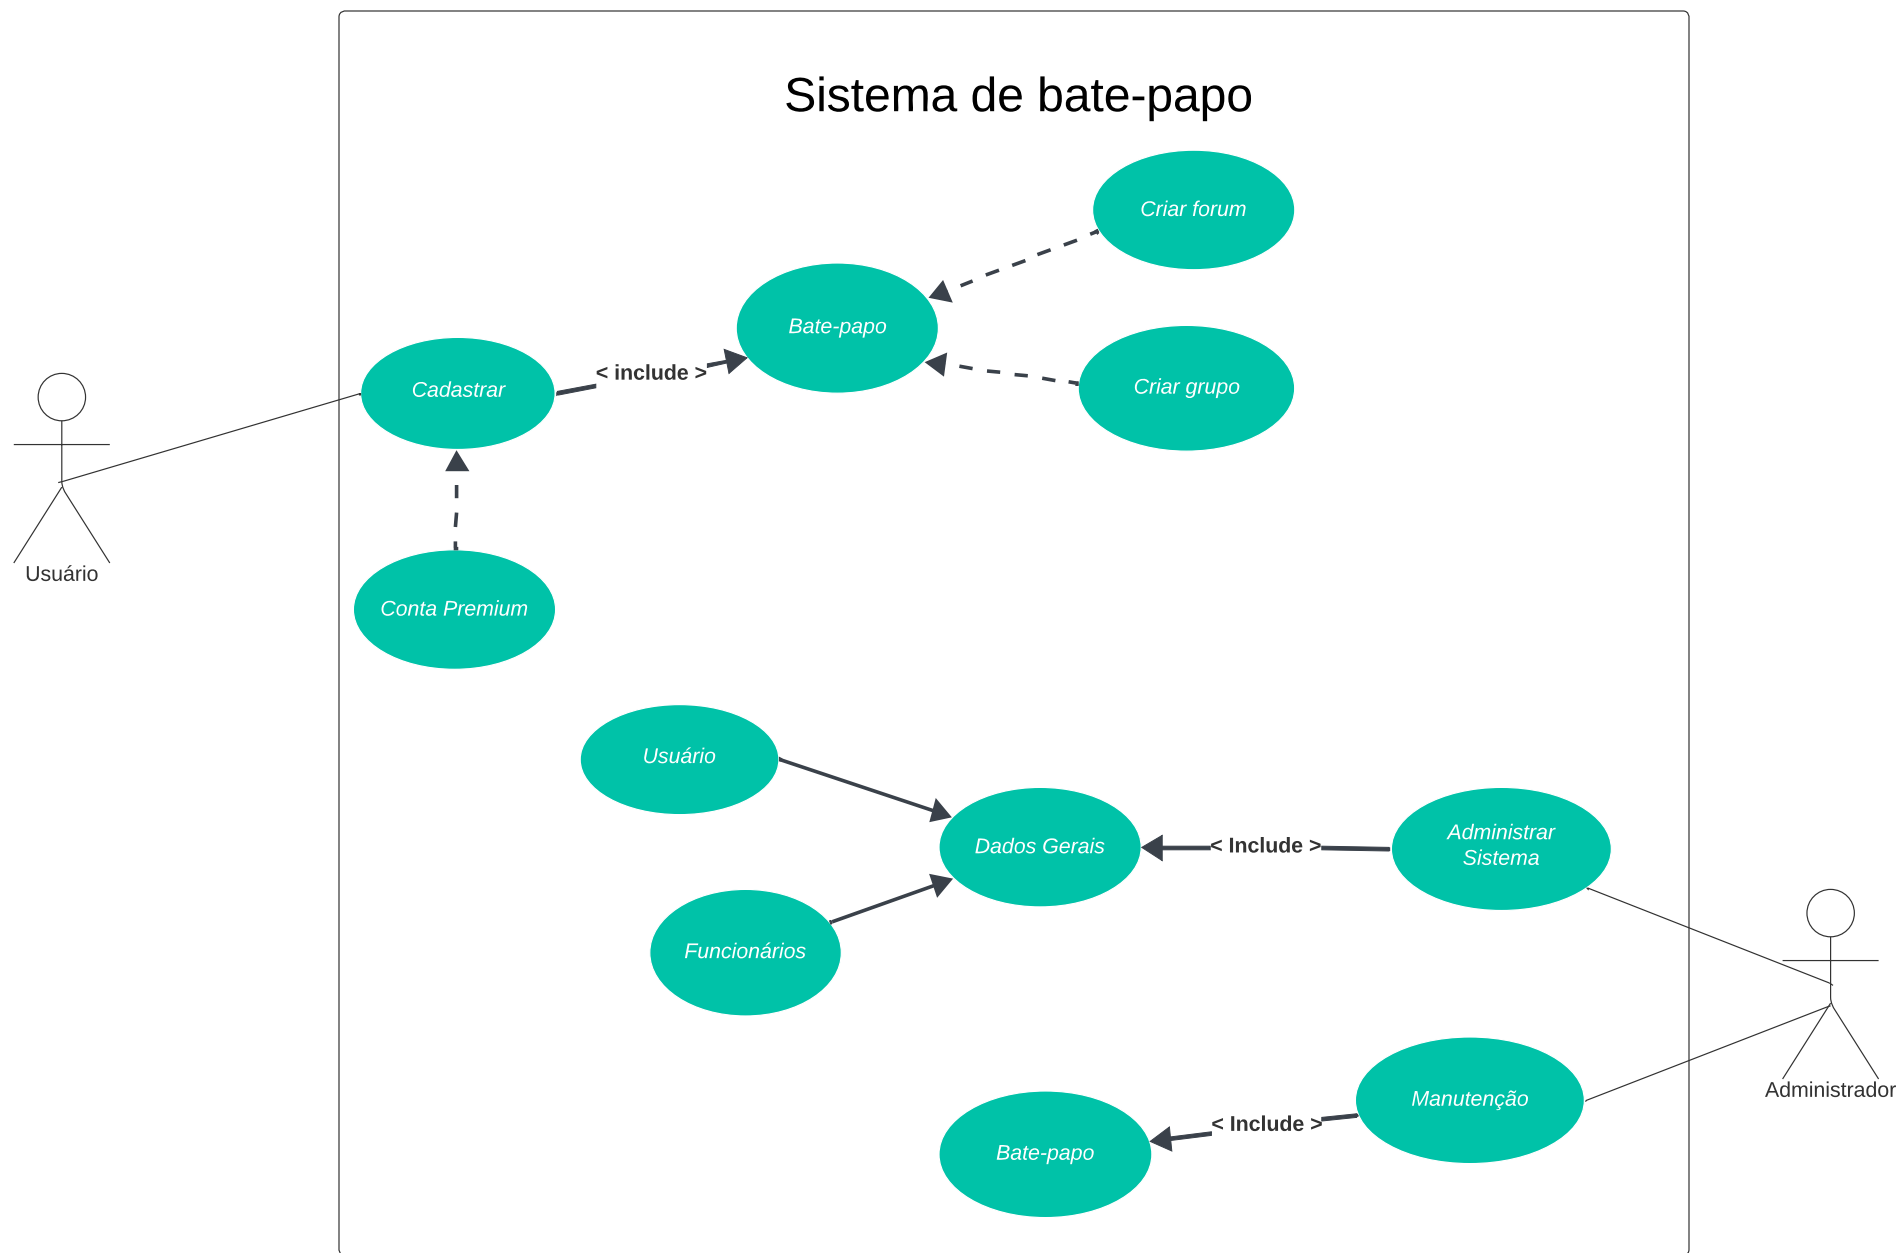 Sistema de bate-papo
Criar forum
Bate-papo
< include >
Cadastrar
Criar grupo
Usuário
Conta Premium
Usuário
Dados Gerais
< Include >
Administrar
Sistema
Funcionários
Administrador
Manutenção
< Include >
Bate-papo